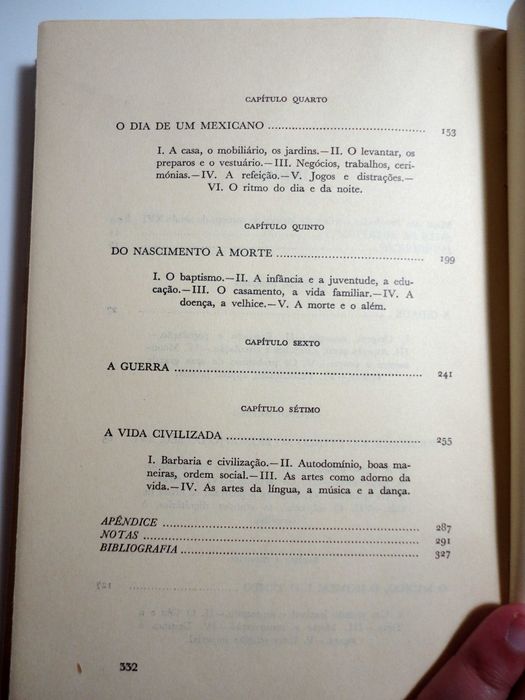 CAPÍTULO QUARTO
O DIA DE UM MEXICANO ........................................ 153
I. A casa, o mobiliário, os jardins.—II. O levantar, os
preparos e o vestuário.—III. Negócios, trabalhos, ceri-
mónias.—IV. A refeição.—V. Jogos e distrações.—
VI. O ritmo do dia e da noite.
CAPÍTULO QUINTO
DO NASCIMENTO À MORTE ........................................ 199
I. O baptismo.—II. A infância e a juventude, a edu-
cação.—III. O casamento, a vida familiar.—IV. A
doença, a velhice.—V. A morte e o além.
CAPÍTULO SEXTO
A GUERRA ........................................ 241
CAPÍTULO SÉTIMO
A VIDA CIVILIZADA ........................................ 255
I. Barbaria e civilização.—II. Autodomínio, boas ma-
neiras, ordem social.—III. As artes como adorno da
vida.—IV. As artes da língua, a música e a dança.
APÊNDICE ........................................ 287
NOTAS ........................................ 291
BIBLIOGRAFIA ........................................ 327
332